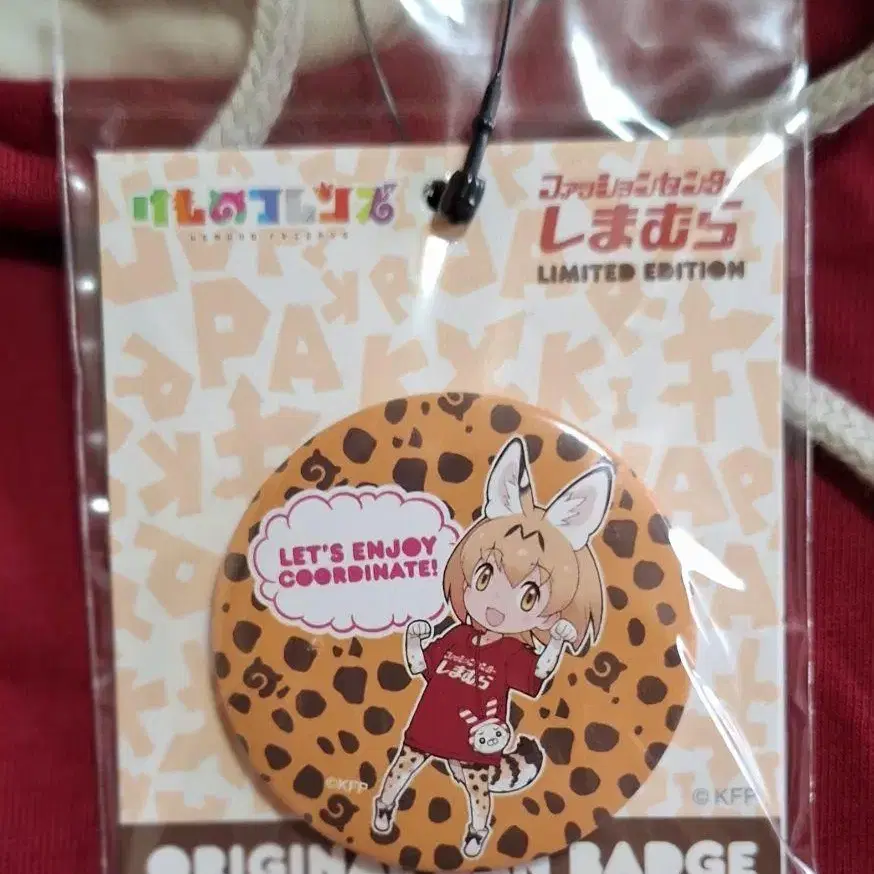 けものフレンズ
KEMONO FRIENDS
ファッションセンター
しまむら
LIMITED EDITION
LET'S ENJOY
COORDINATE!
ファッションセンター
しまむら
©KFP
©KFP
BADGE